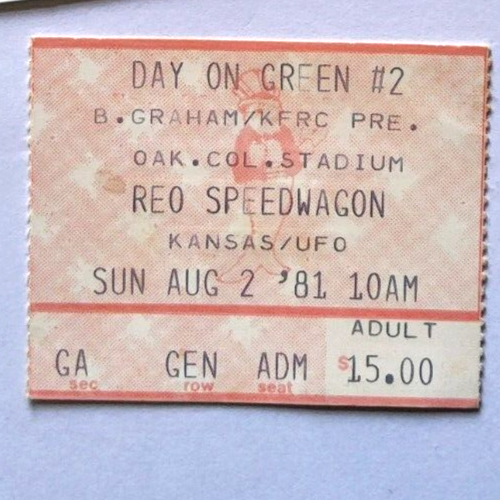 DAY ON GREEN #2
B.GRAHAM/KFRC PRE.
OAK.COL.STADIUM
REO SPEEDWAGON
KANSAS/UFO
SUN AUG 2 '81 10AM
ADULT
GA GEN ADM $15.00
sec row seat